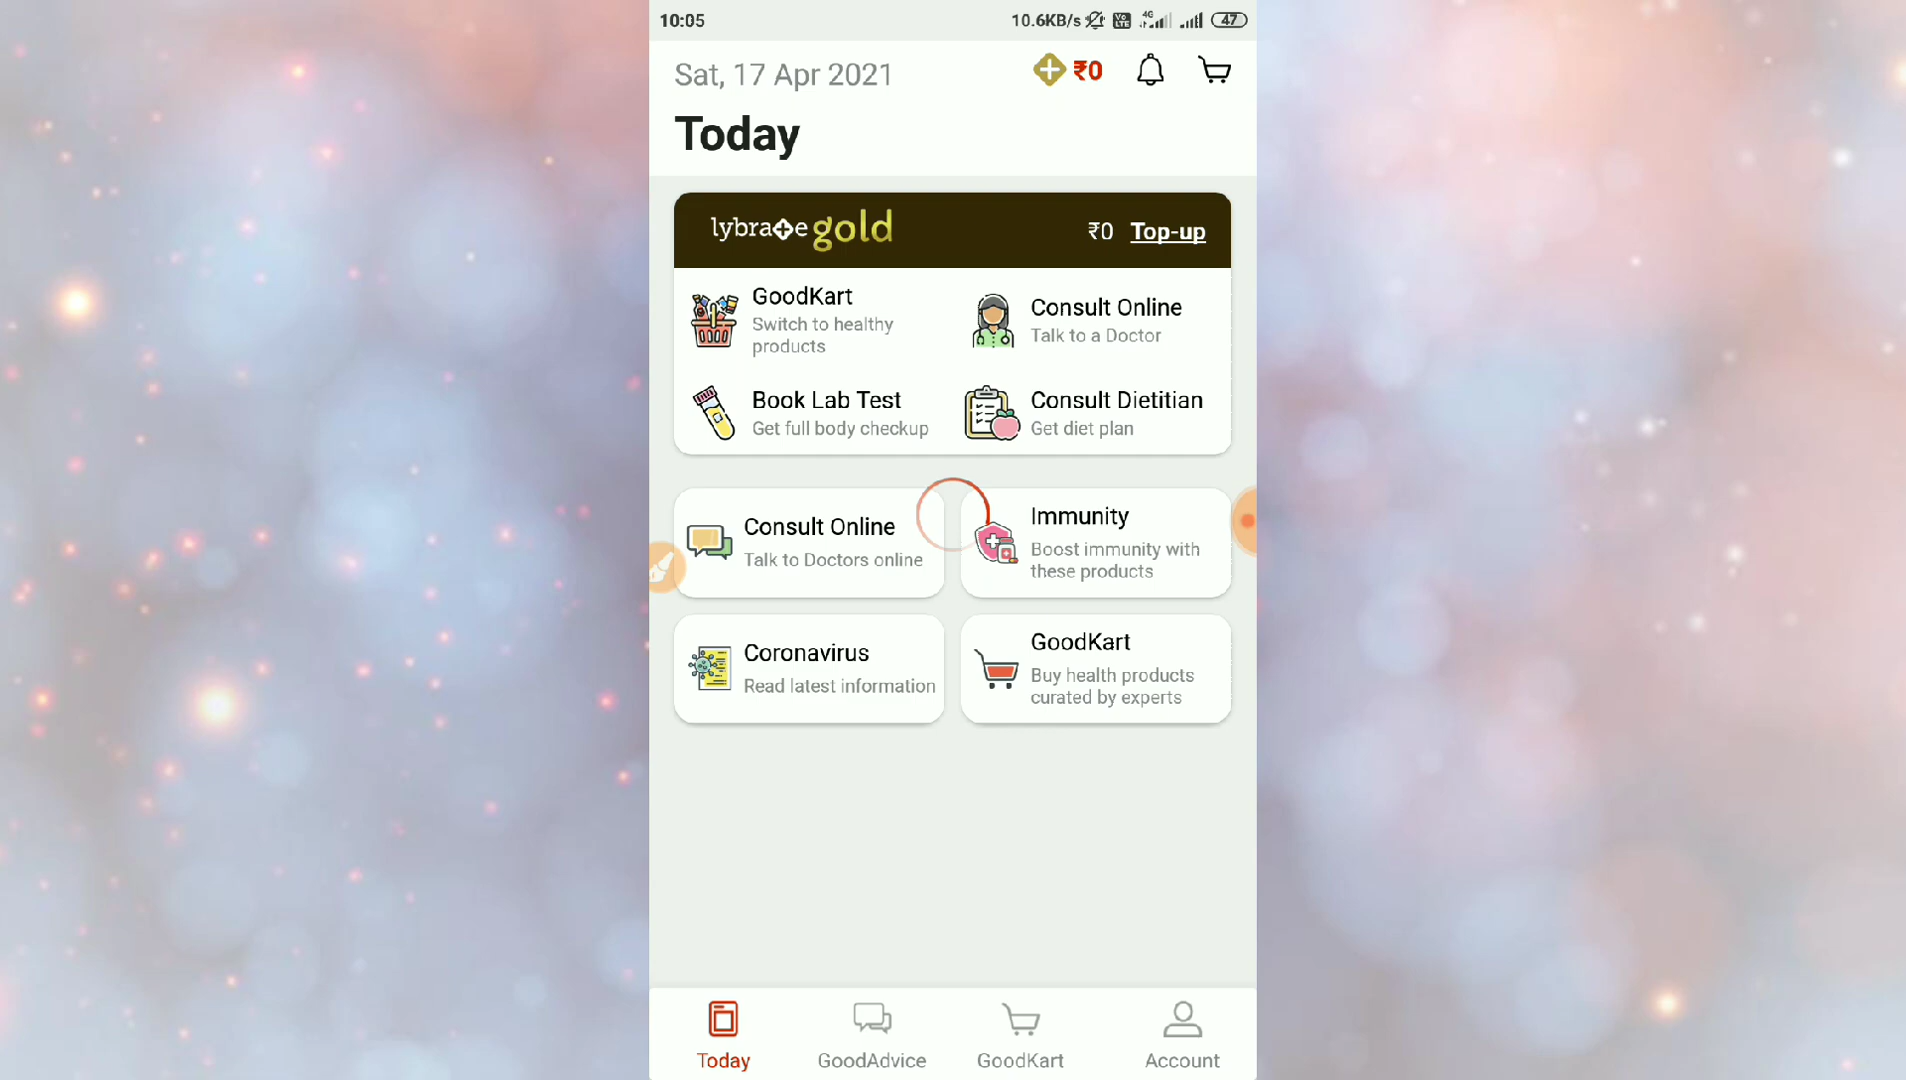 10:05
10.6KB/s
4G
Vo
LTE
47
Sat, 17 Apr 2021
₹0
Today
lybrate gold
₹0 Top-up
GoodKart
Switch to healthy
products
Consult Online
Talk to a Doctor
Book Lab Test
Get full body checkup
Consult Dietitian
Get diet plan
Consult Online
Talk to Doctors online
Immunity
Boost immunity with
these products
Coronavirus
Read latest information
GoodKart
Buy health products
curated by experts
Today
GoodAdvice
GoodKart
Account